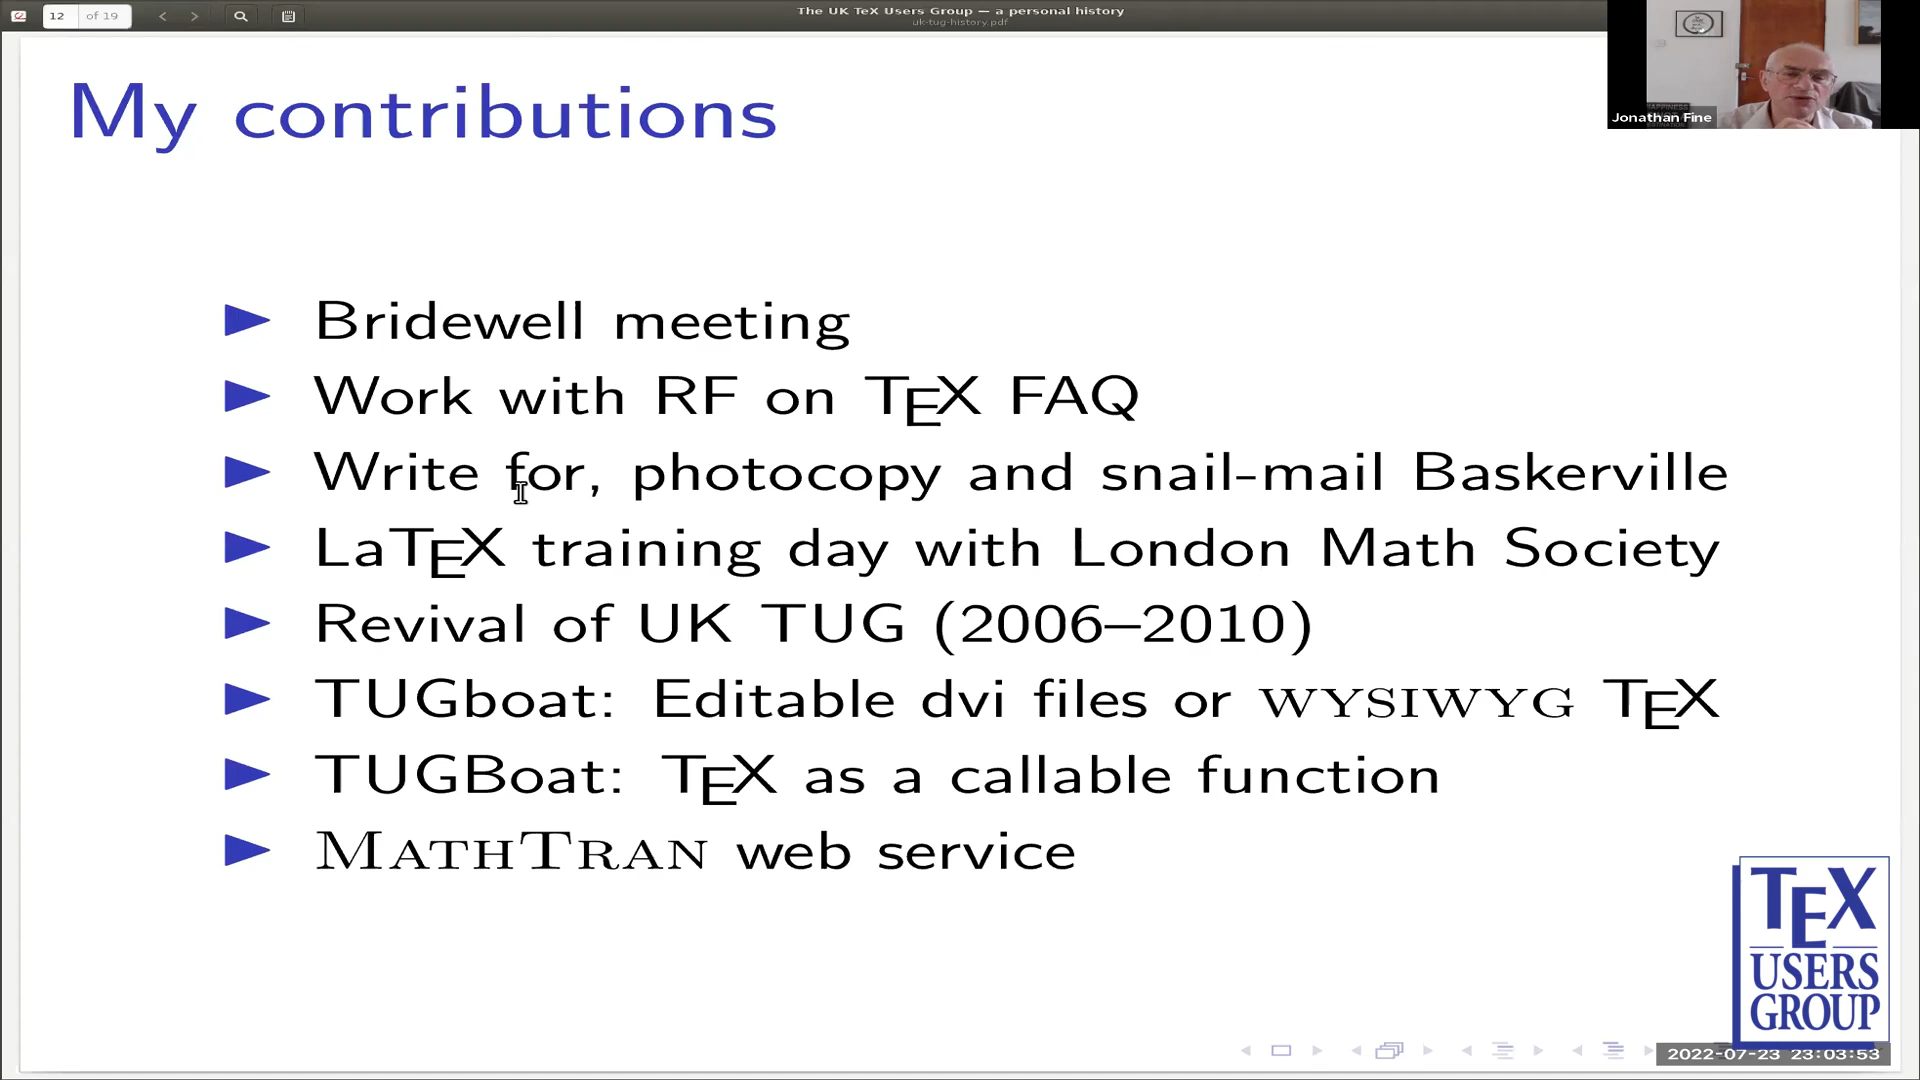 12 of 19
The UK TeX Users Group — a personal history
uk-tug-history.pdf
Jonathan Fine
My contributions
Bridewell meeting
Work with RF on TEX FAQ
Write for, photocopy and snail-mail Baskerville
LaTEX training day with London Math Society
Revival of UK TUG (2006–2010)
TUGboat: Editable dvi files or WYSIWYG TEX
TUGBoat: TEX as a callable function
MATHTRAN web service
TEX
USERS
GROUP
2022-07-23 23:03:53